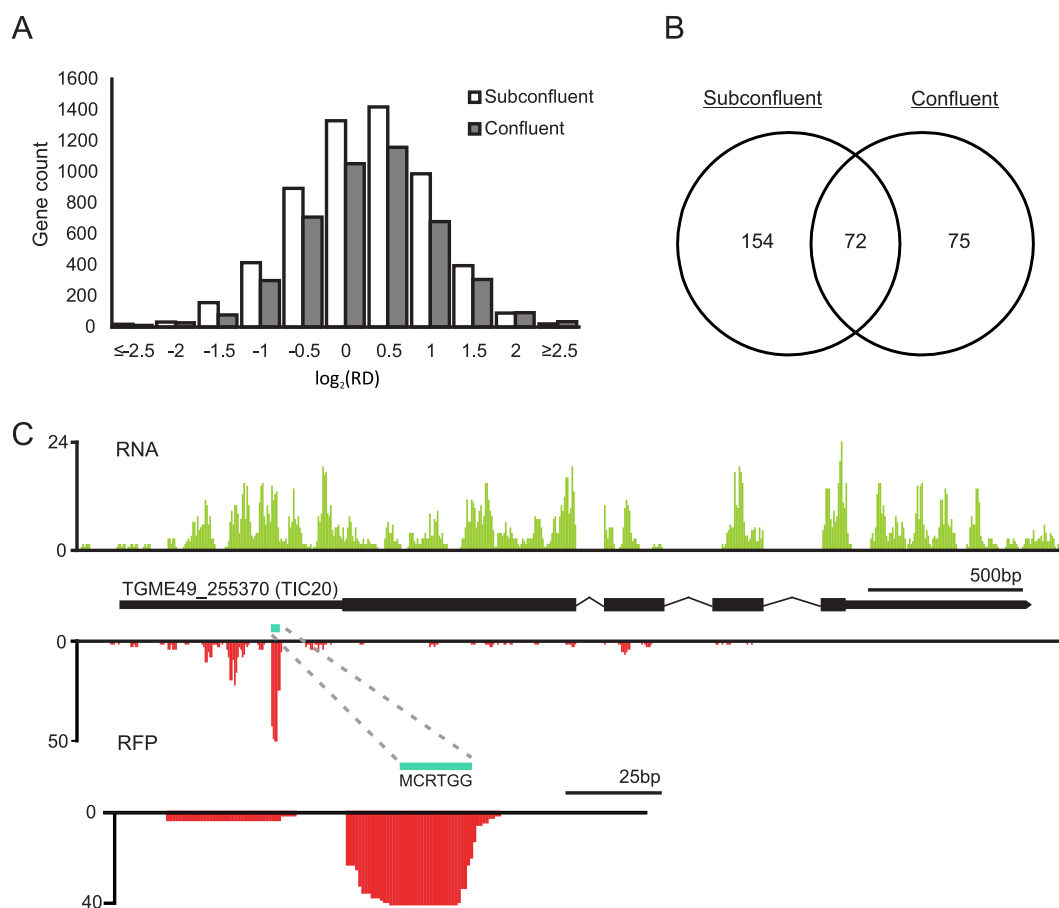 A
1600
1400
1200
1000
800
600
400
200
0
Gene count
Subconfluent
Confluent
≤-2.5 -2 -1.5 -1 -0.5 0 0.5 1 1.5 2 ≥2.5
log₂(RD)
B
Subconfluent Confluent
154 72 75
C
24
0
RNA
TGME49_255370 (TIC20)
500bp
0
50
RFP
MCRTGG
25bp
0
40